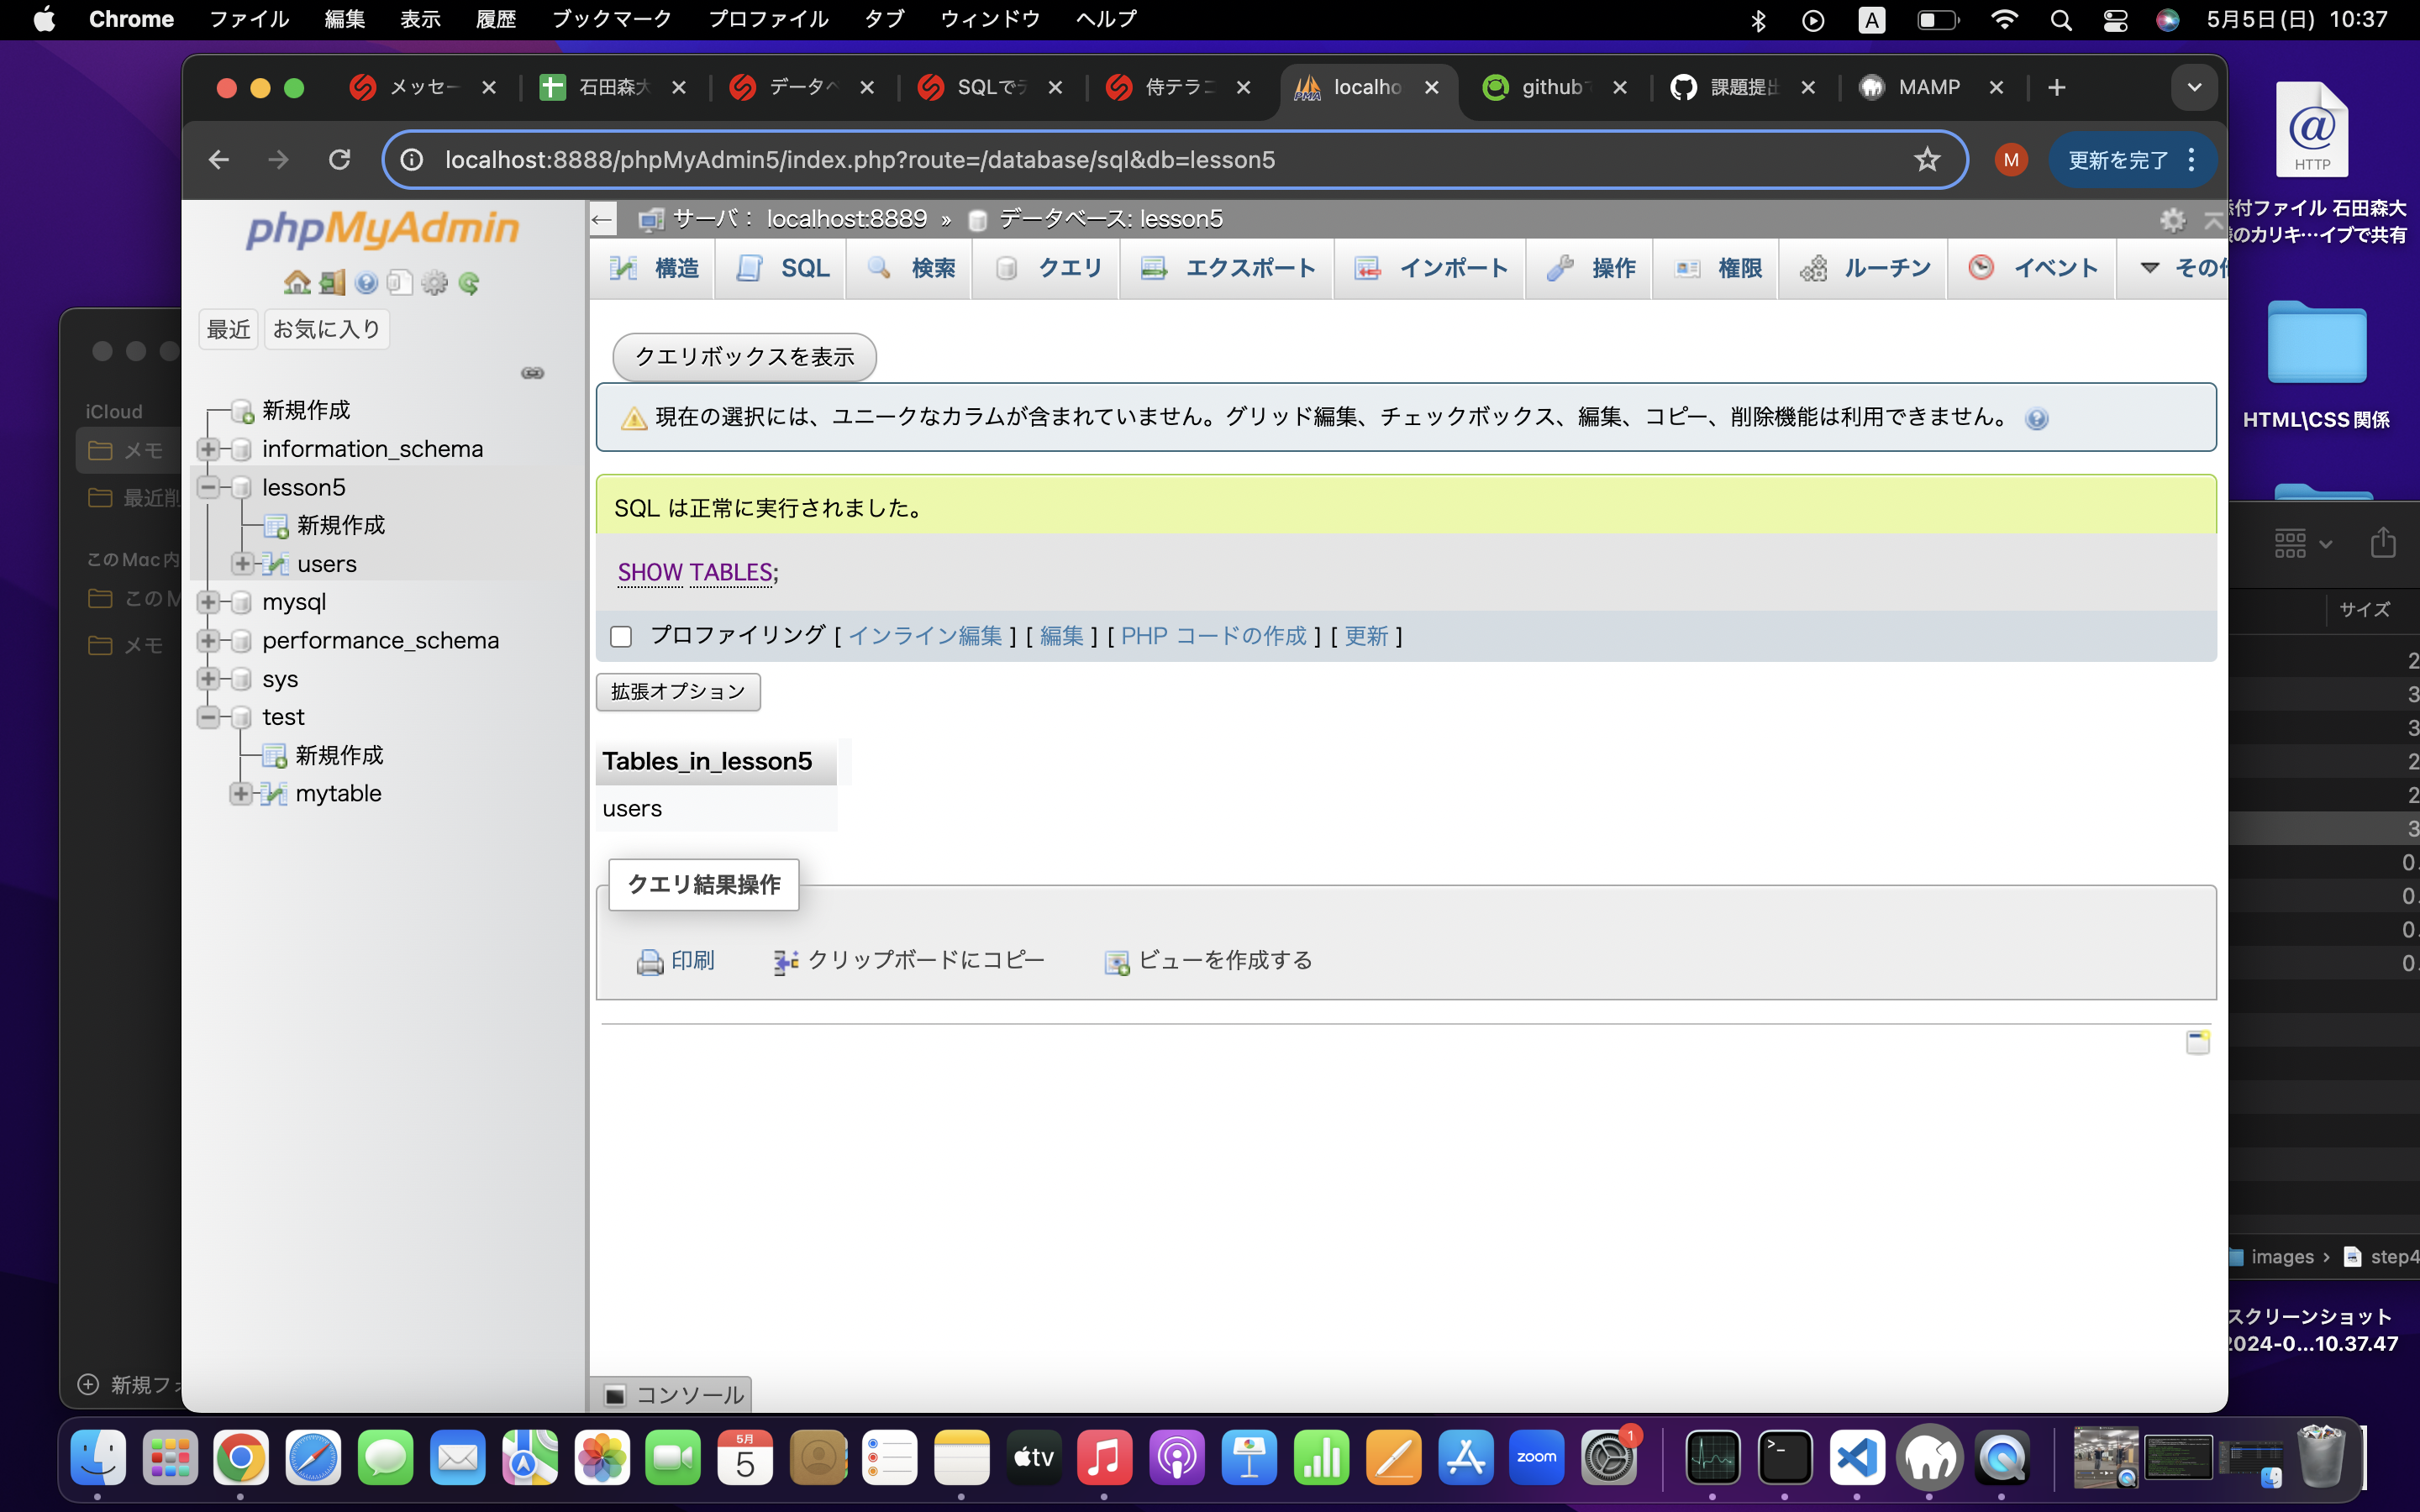 Chrome ファイル 編集 表示 履歴 ブックマーク プロファイル タブ ウィンドウ ヘルプ
A 5月5日(日) 10:37
メッセー 石田森大 データベ SQLでデ 侍テラコ localho github 課題提出 MAMP
localhost:8888/phpMyAdmin5/index.php?route=/database/sql&db=lesson5
M 更新を完了
phpMyAdmin
最近 お気に入り
新規作成
information_schema
lesson5
新規作成
users
mysql
performance_schema
sys
test
新規作成
mytable
サーバ: localhost:8889 » データベース: lesson5
構造 SQL 検索 クエリ エクスポート インポート 操作 権限 ルーチン イベント その他
クエリボックスを表示
現在の選択には、ユニークなカラムが含まれていません。グリッド編集、チェックボックス、編集、コピー、削除機能は利用できません。
SQL は正常に実行されました。
SHOW TABLES;
プロファイリング [ インライン編集 ] [ 編集 ] [ PHP コードの作成 ] [ 更新 ]
拡張オプション
Tables_in_lesson5
users
クエリ結果操作
印刷 クリップボードにコピー ビューを作成する
コンソール
iCloud
メモ
最近削
このMac内
このM
メモ
新規フォ
@
HTTP
付ファイル 石田森大
のカリキ…イブで共有
HTML\CSS関係
サイズ
2
3
3
2
2
3
0.
0.
0.
0.
images › step4
スクリーンショット
2024-0...10.37.47
5月
5
tv
zoom
1